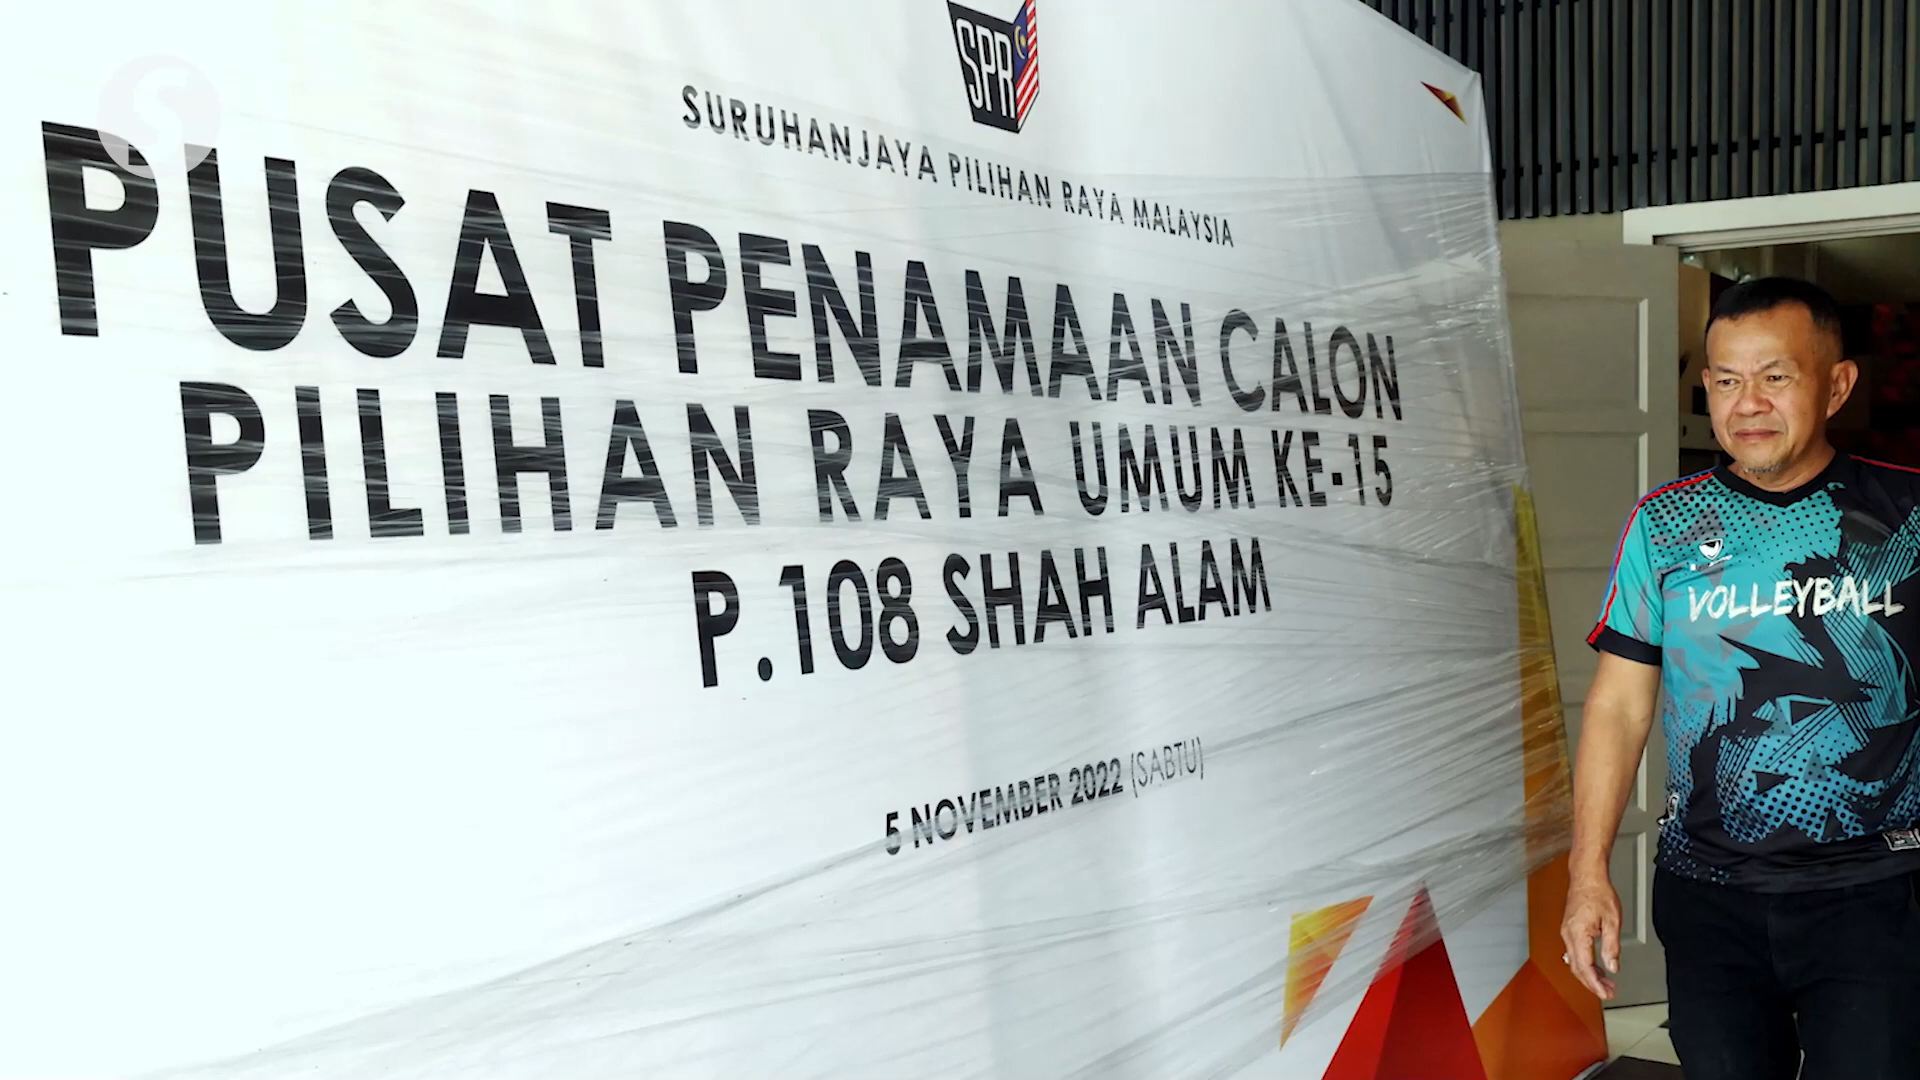 SPR
SURUHANJAYA PILIHAN RAYA MALAYSIA
PUSAT PENAMAAN CALON
PILIHAN RAYA UMUM KE-15
P.108 SHAH ALAM
5 NOVEMBER 2022 (SABTU)
VOLLEYBALL